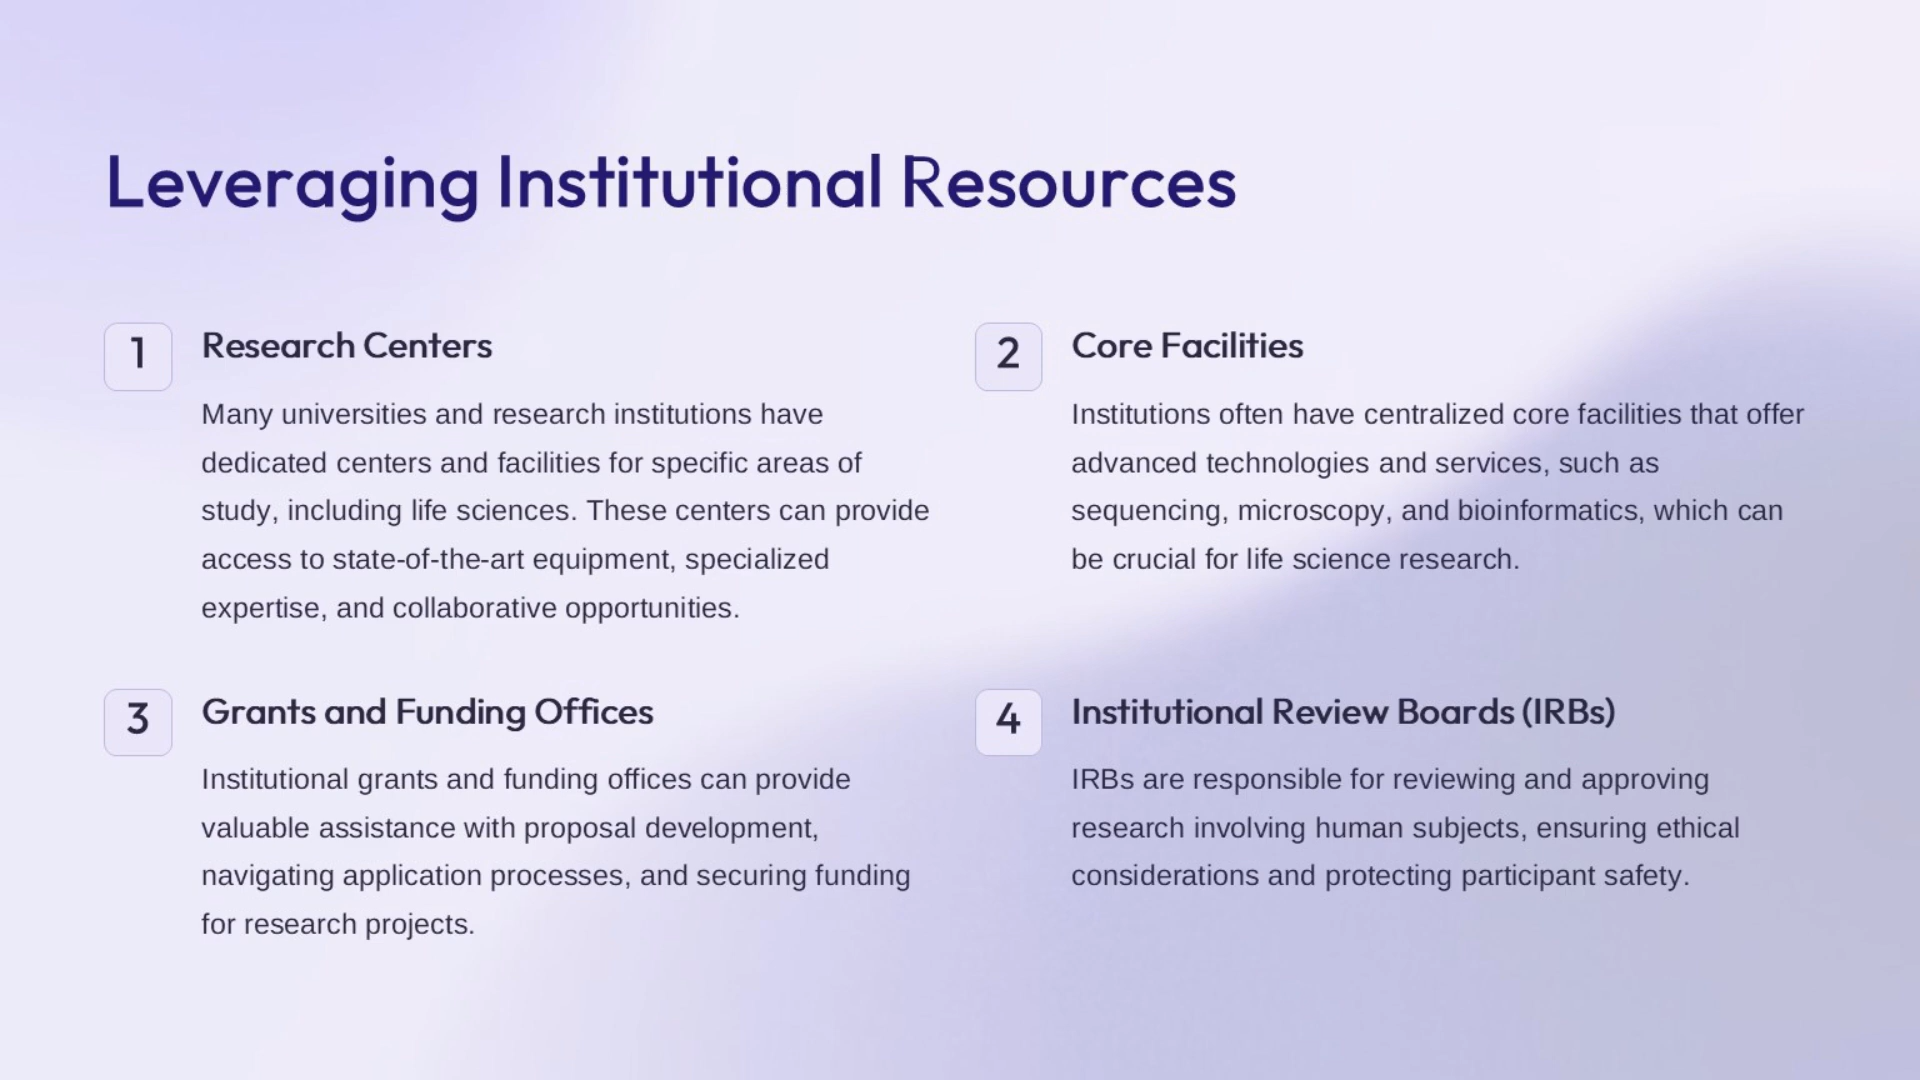 Leveraging Institutional Resources
1
Research Centers
Many universities and research institutions have
dedicated centers and facilities for specific areas of
study, including life sciences. These centers can provide
access to state-of-the-art equipment, specialized
expertise, and collaborative opportunities.
2
Core Facilities
Institutions often have centralized core facilities that offer
advanced technologies and services, such as
sequencing, microscopy, and bioinformatics, which can
be crucial for life science research.
3
Grants and Funding Offices
Institutional grants and funding offices can provide
valuable assistance with proposal development,
navigating application processes, and securing funding
for research projects.
4
Institutional Review Boards (IRBs)
IRBs are responsible for reviewing and approving
research involving human subjects, ensuring ethical
considerations and protecting participant safety.